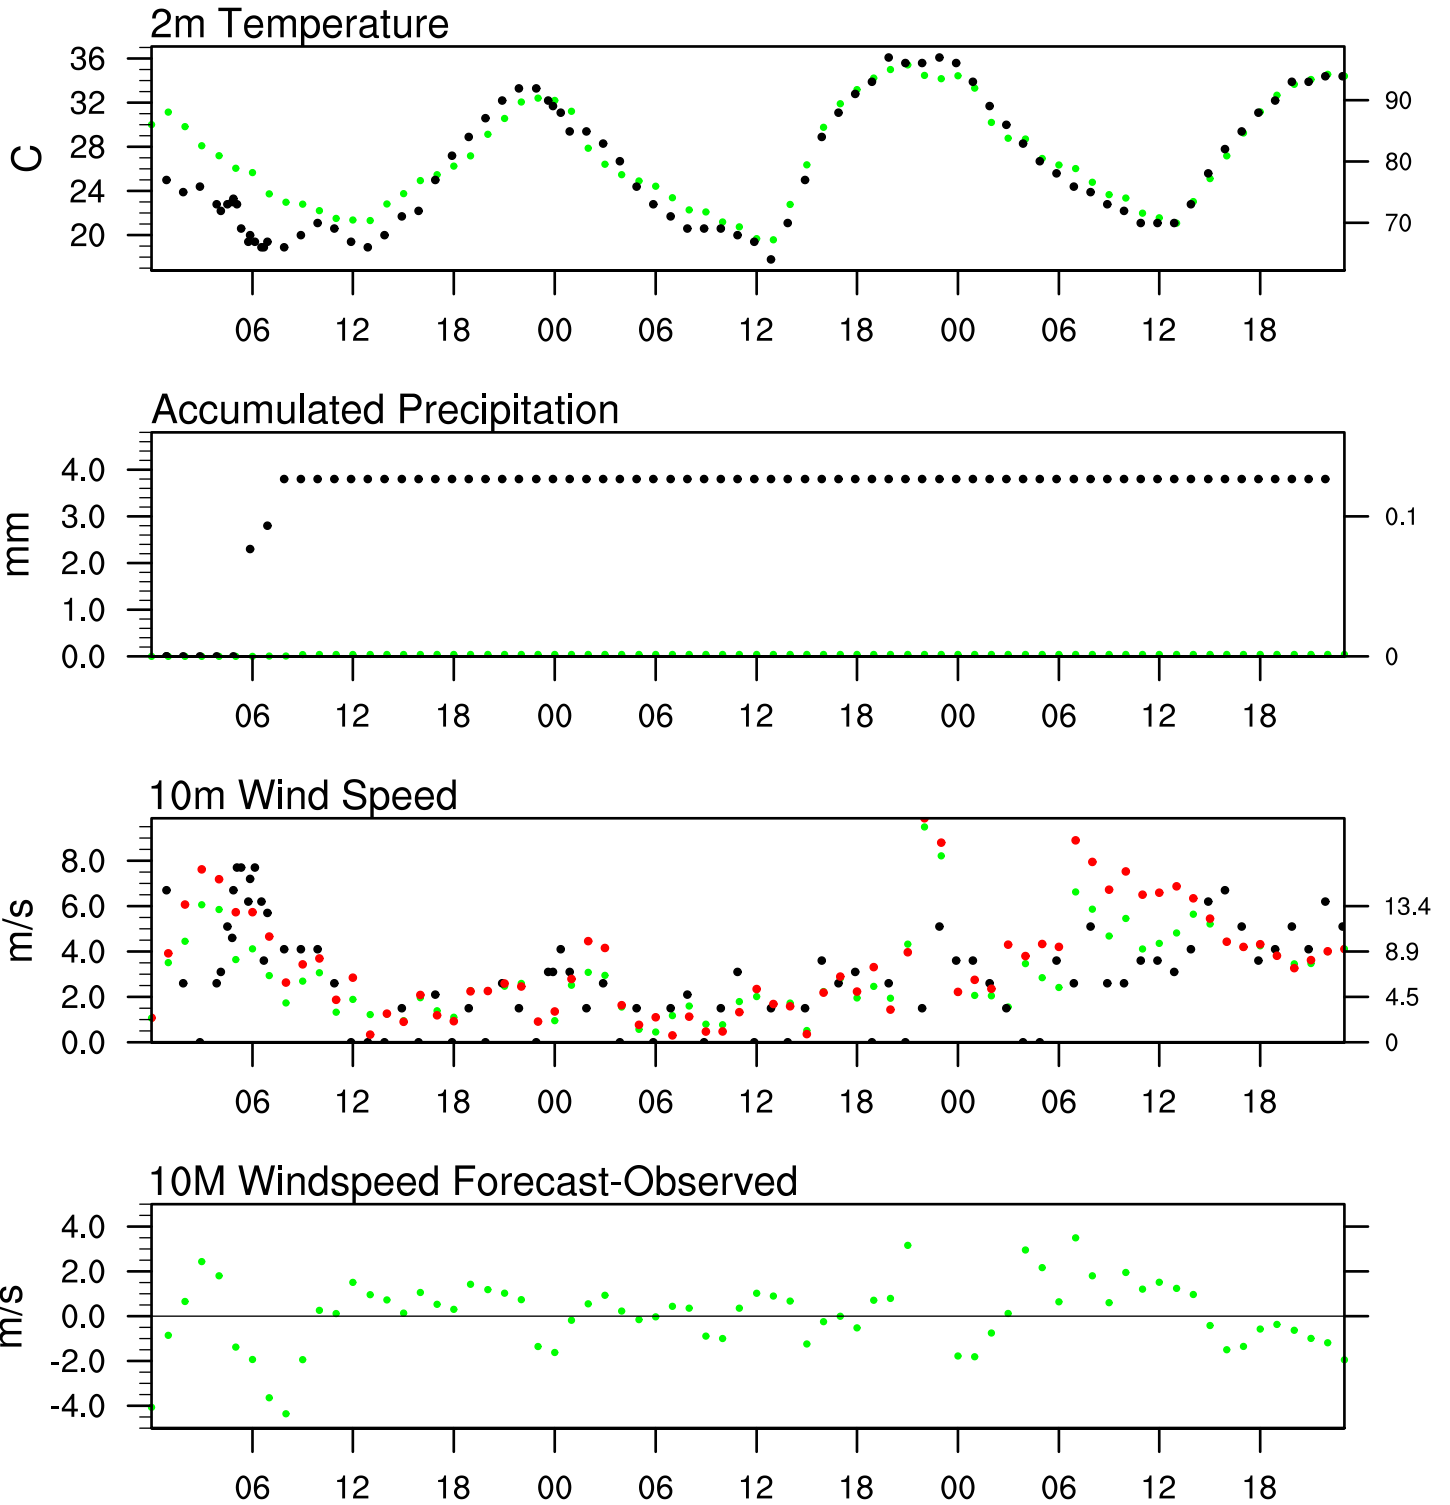 2m Temperature
36
32
28
24
20
C
90
80
70
06 12 18 00 06 12 18 00 06 12 18
Accumulated Precipitation
4.0
3.0
2.0
1.0
0.0
mm
0.1
0
06 12 18 00 06 12 18 00 06 12 18
10m Wind Speed
8.0
6.0
4.0
2.0
0.0
m/s
13.4
8.9
4.5
0
06 12 18 00 06 12 18 00 06 12 18
10M Windspeed Forecast-Observed
4.0
2.0
0.0
-2.0
-4.0
m/s
06 12 18 00 06 12 18 00 06 12 18